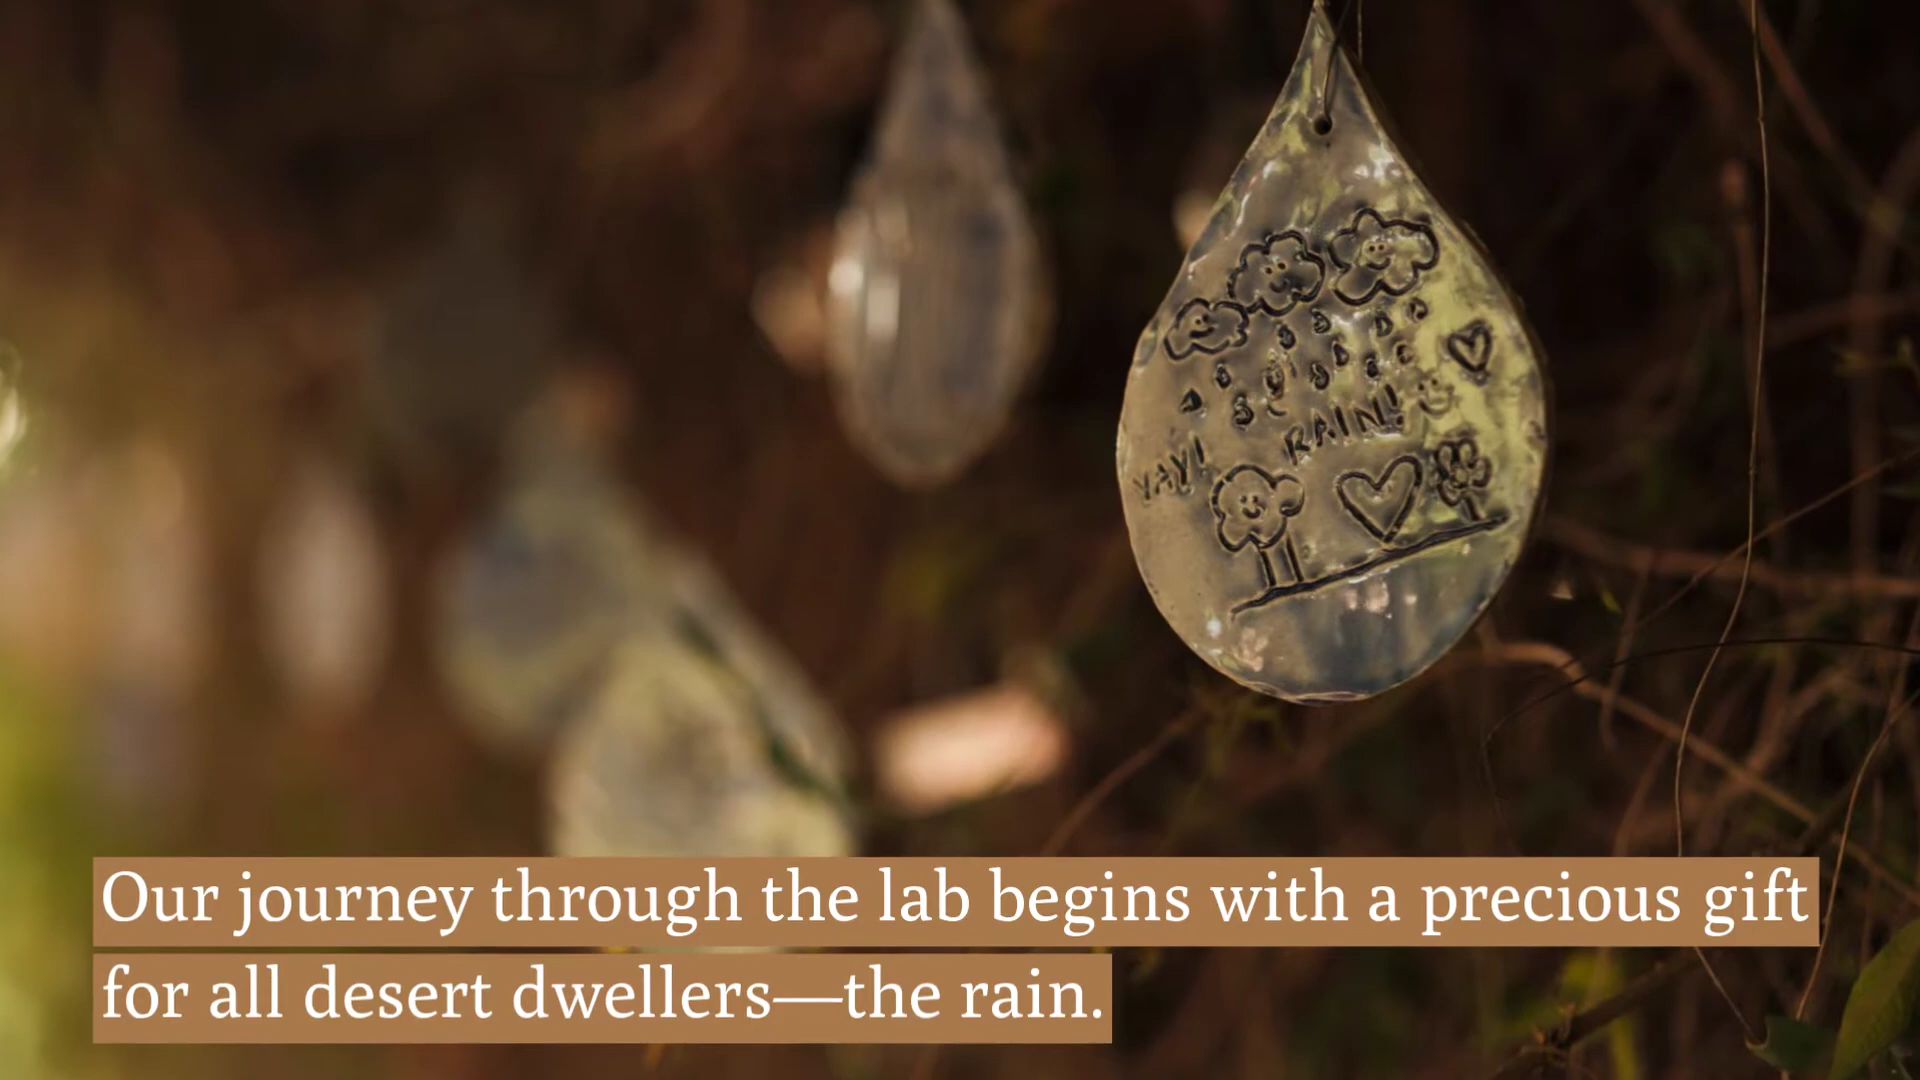 RAIN!
YAY!
Our journey through the lab begins with a precious gift
for all desert dwellers—the rain.